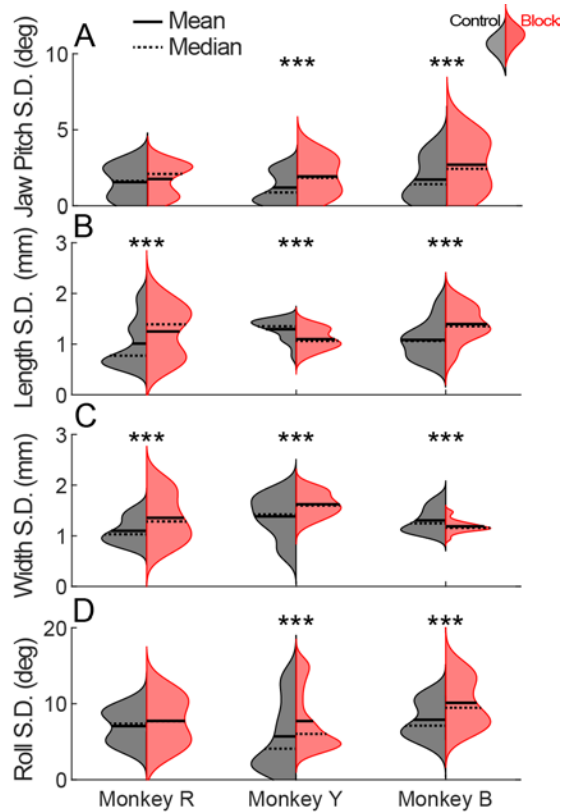 Mean
Median
Control Block
A
Jaw Pitch S.D. (deg)
10
5
0
*** ***
B
Length S.D. (mm)
3
2
1
0
*** *** ***
C
Width S.D. (mm)
3
2
1
0
*** *** ***
D
Roll S.D. (deg)
20
10
0
*** ***
Monkey R Monkey Y Monkey B